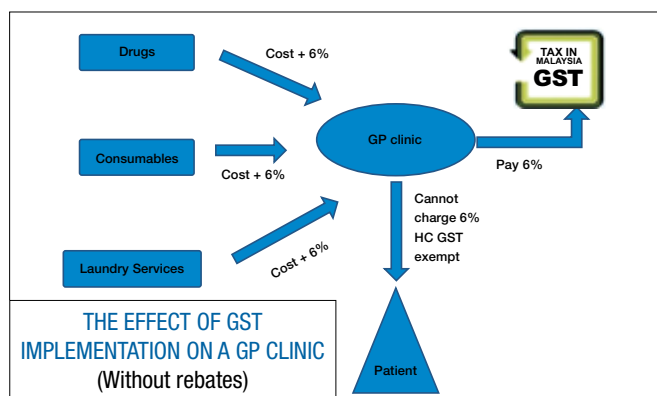 Drugs
Cost + 6%
TAX IN
MALAYSIA
GST
GP clinic
Consumables
Cost + 6%
Pay 6%
Cannot
charge 6%
HC GST
exempt
Laundry Services
Cost + 6%
THE EFFECT OF GST
IMPLEMENTATION ON A GP CLINIC
(Without rebates)
Patient